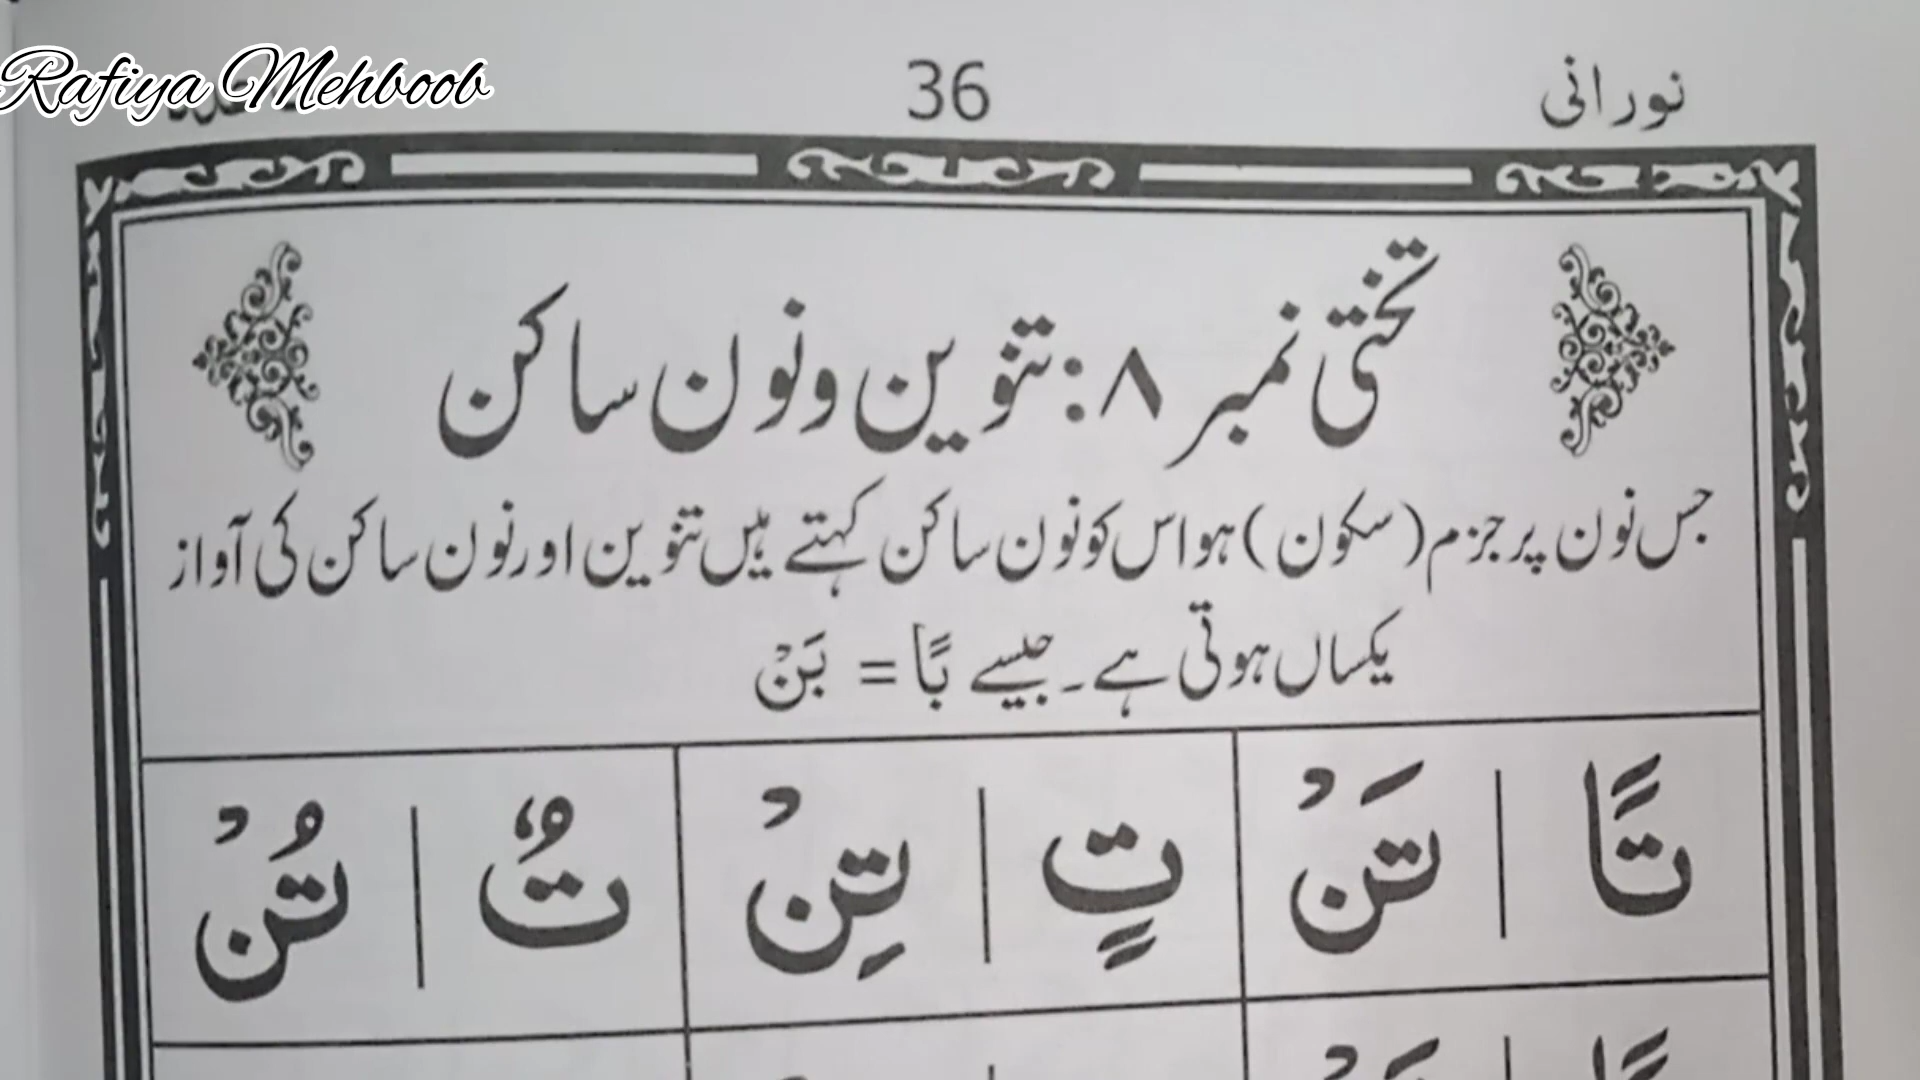 Rafiya Mehboob
نورانی 36
تختی نمبر ۸: تنوین و نون ساکن
جس نون پر جزم (سکون) ہو اس کو نون ساکن کہتے ہیں تنوین اور نون ساکن کی آواز
یکساں ہوتی ہے۔ جیسے بًا = بَنْ
تًا | تَنْ | تٍ | تِنْ | تٌ | تُنْ